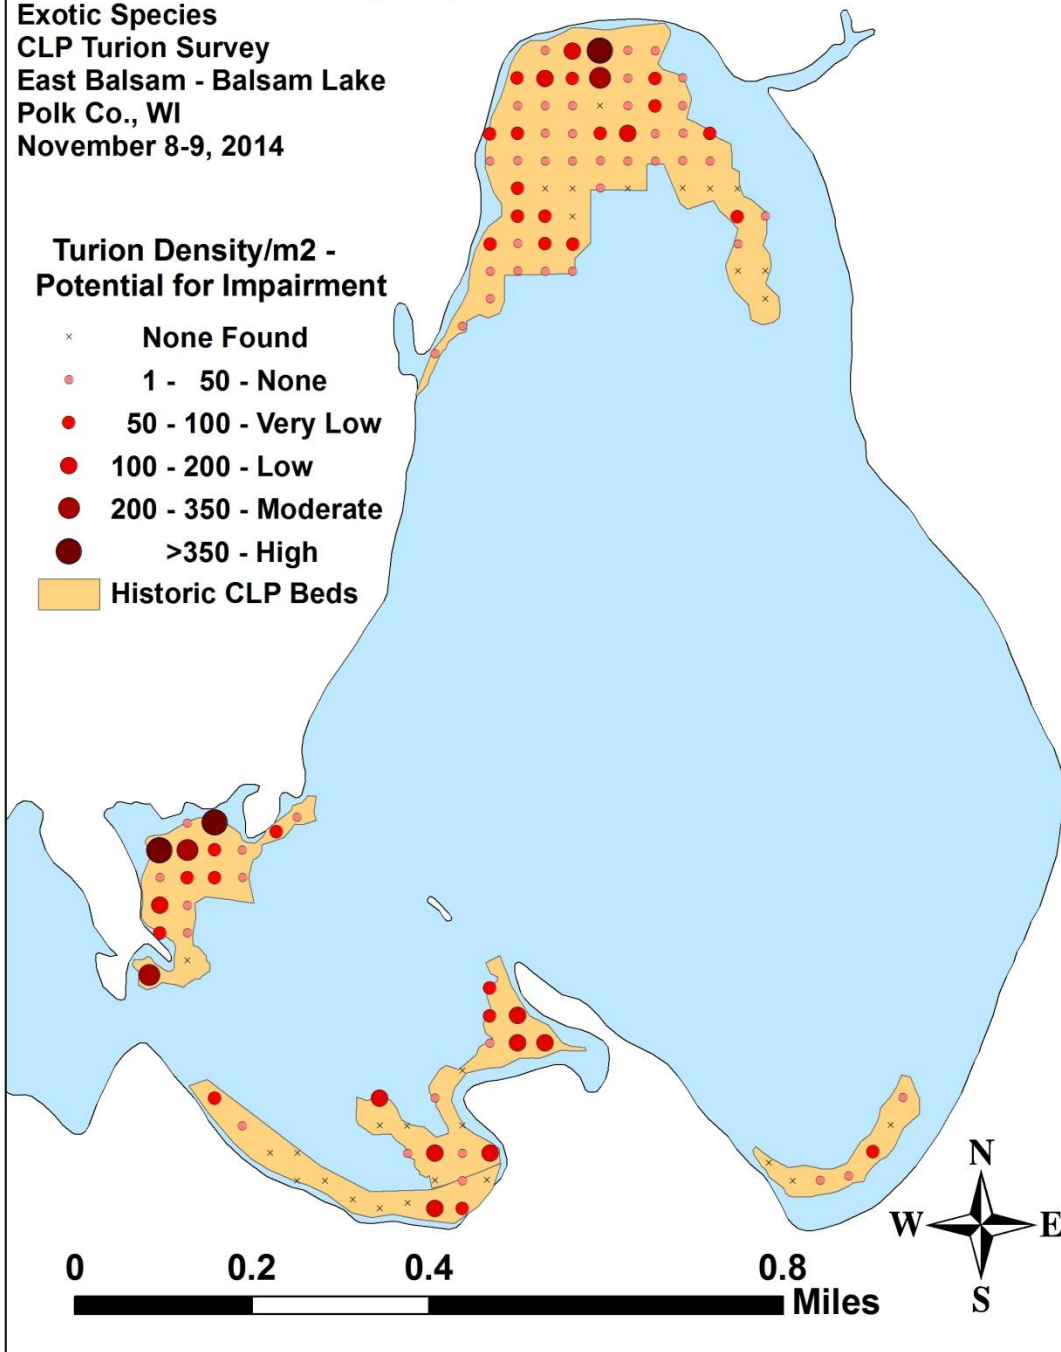 Exotic Species
CLP Turion Survey
East Balsam - Balsam Lake
Polk Co., WI
November 8-9, 2014
Turion Density/m2 -
Potential for Impairment
None Found
1 - 50 - None
50 - 100 - Very Low
100 - 200 - Low
200 - 350 - Moderate
>350 - High
Historic CLP Beds
N
W E
S
0 0.2 0.4 0.8
Miles